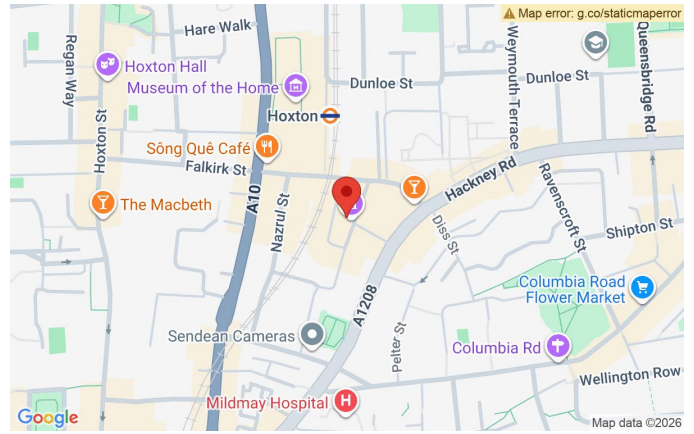 Map error: g.co/staticmaperror
Hare Walk
Regan Way
Hoxton Hall
Museum of the Home
Dunloe St
Weymouth Terrace
Dunloe St
Queensbridge Rd
Hoxton St
Hoxton
Sông Quê Café
Falkirk St
A10
Nazrul St
The Macbeth
Hackney Rd
Ravenscroft St
Diss St
Shipton St
Columbia Road
Flower Market
A1208
Sendean Cameras
Pelter St
Columbia Rd
Wellington Row
Mildmay Hospital
H
Google
Map data ©2026